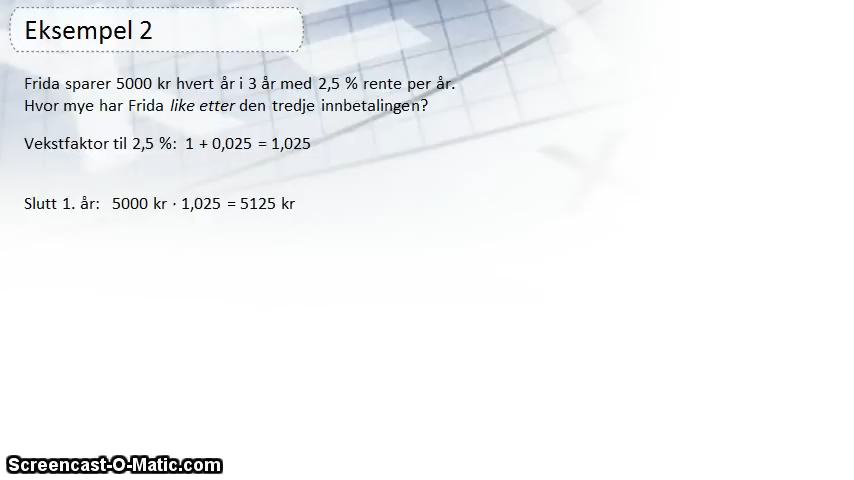 Eksempel 2
Frida sparer 5000 kr hvert år i 3 år med 2,5 % rente per år.
Hvor mye har Frida like etter den tredje innbetalingen?
Vekstfaktor til 2,5 %: 1 + 0,025 = 1,025
Slutt 1. år: 5000 kr · 1,025 = 5125 kr
Screencast-O-Matic.com